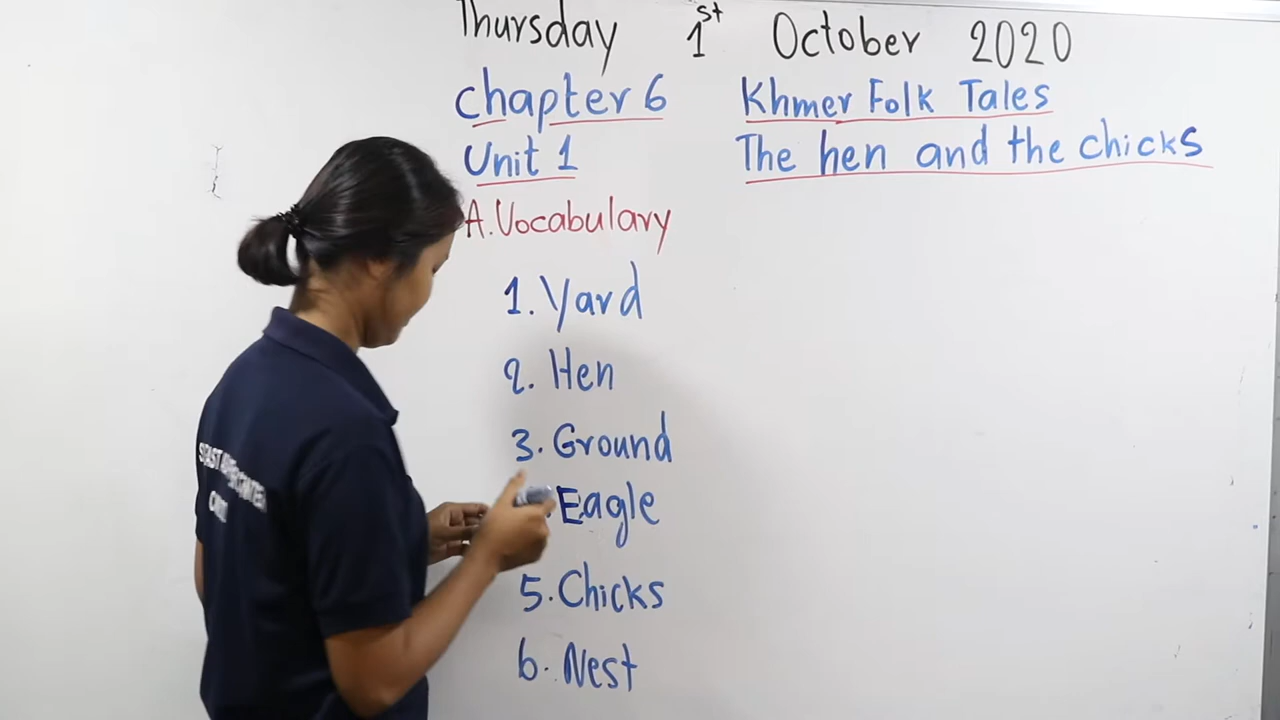 Thursday 1st October 2020
Chapter 6 Khmer Folk Tales
Unit 1 The hen and the chicks
A. Vocabulary
1. Yard
2. Hen
3. Ground
Eagle
5. Chicks
6. Nest